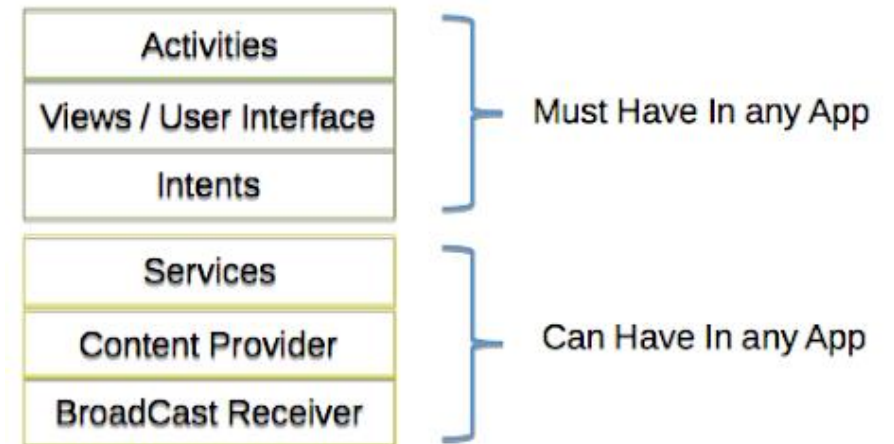 Activities
Views / User Interface
Intents
Must Have In any App
Services
Content Provider
BroadCast Receiver
Can Have In any App